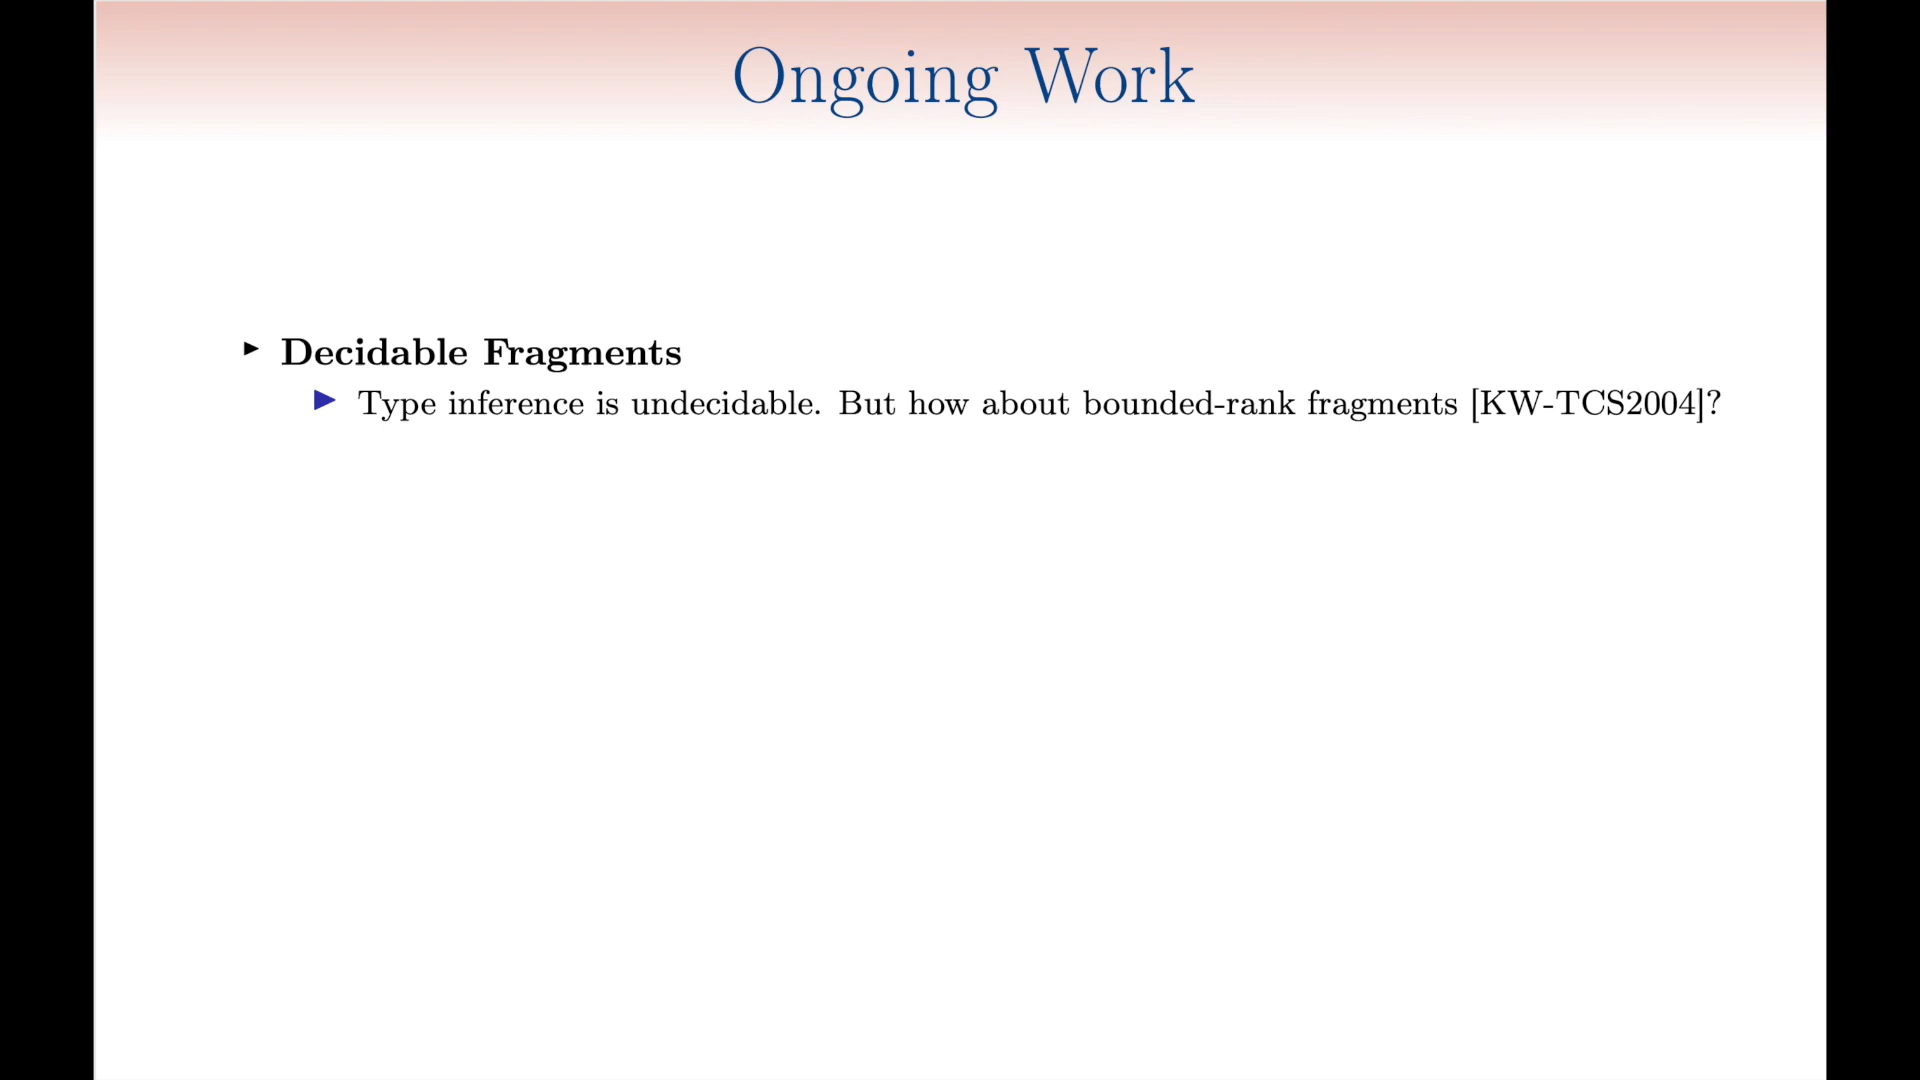 Ongoing Work
Decidable Fragments
Type inference is undecidable. But how about bounded-rank fragments [KW-TCS2004]?